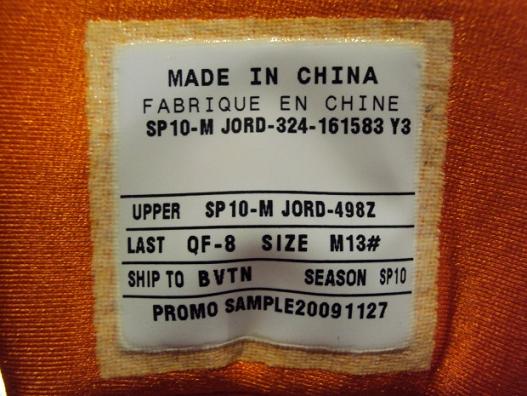 MADE IN CHINA
FABRIQUE EN CHINE
SP10-M JORD-324-161583 Y3
UPPER SP10-M JORD-498Z
LAST QF-8 SIZE M13#
SHIP TO BVTN SEASON SP10
PROMO SAMPLE20091127